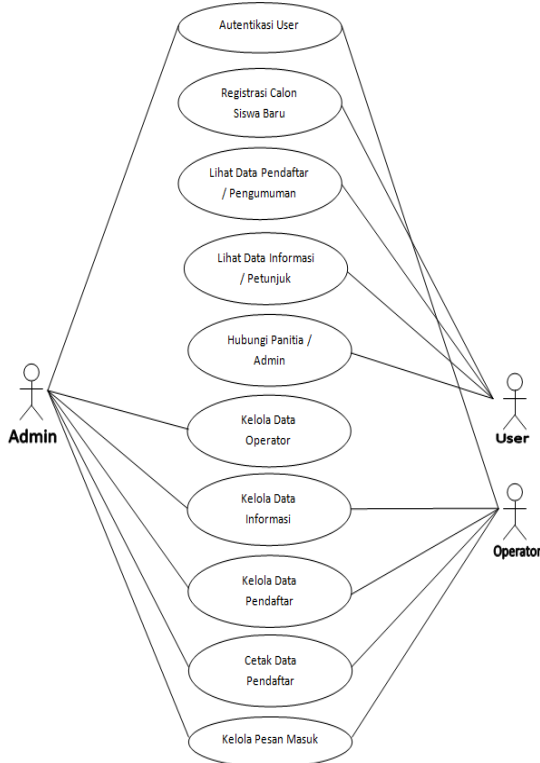 Autentikasi User
Registrasi Calon
Siswa Baru
Lihat Data Pendaftar
/ Pengumuman
Lihat Data Informasi
/ Petunjuk
Hubungi Panitia /
Admin
Admin
User
Kelola Data
Operator
Kelola Data
Informasi
Operator
Kelola Data
Pendaftar
Cetak Data
Pendaftar
Kelola Pesan Masuk